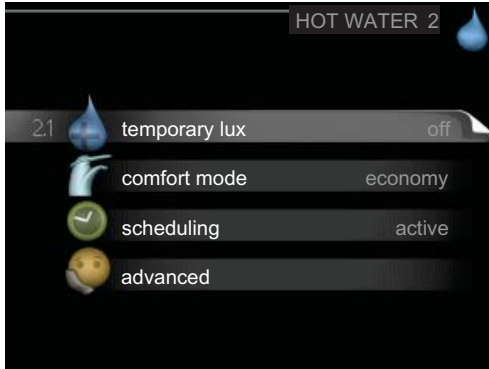 HOT WATER 2
2.1 temporary lux off
comfort mode economy
scheduling active
advanced